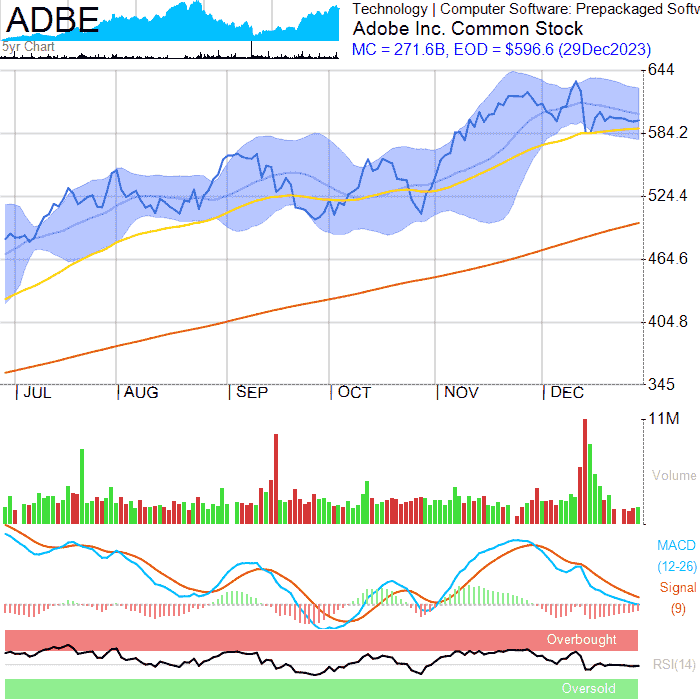 ADBE
5yr Chart
Technology | Computer Software: Prepackaged Softw
Adobe Inc. Common Stock
MC = 271.6B, EOD = $596.6 (29Dec2023)
644
584.2
524.4
464.6
404.8
345
JUL AUG SEP OCT NOV DEC
11M
Volume
MACD
(12-26)
Signal
(9)
Overbought
RSI(14)
Oversold